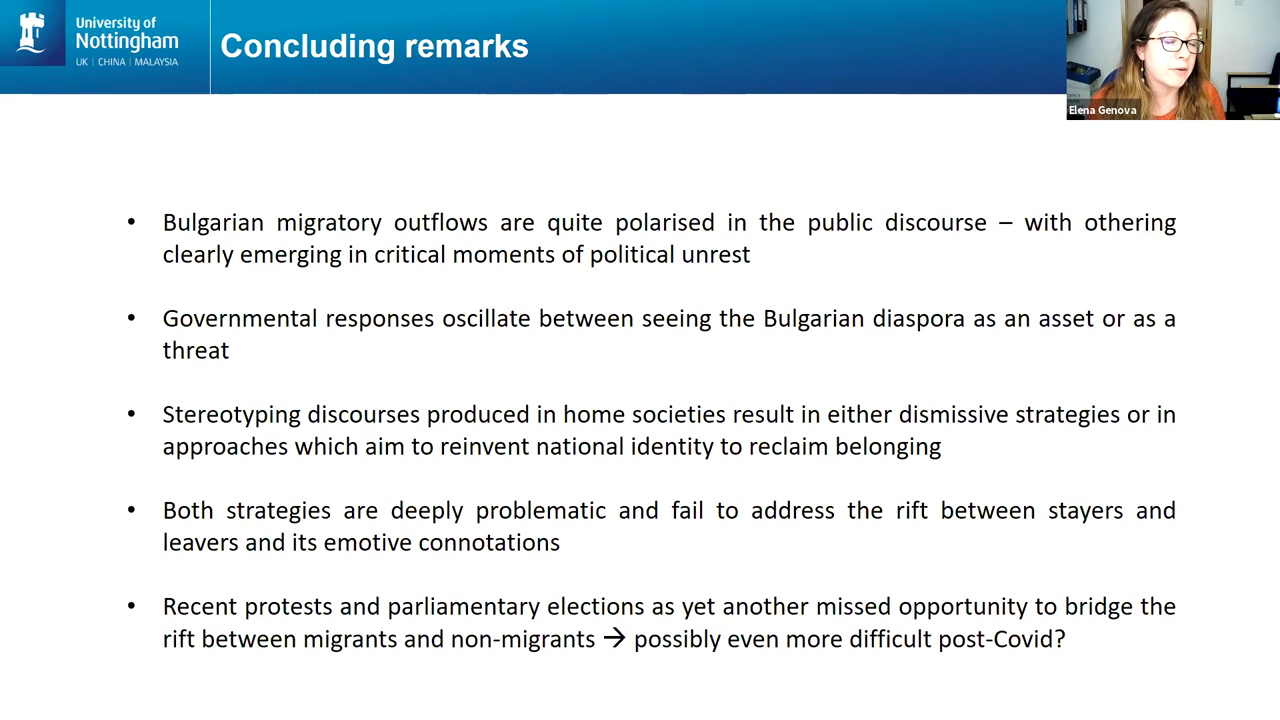 University of
Nottingham
UK | CHINA | MALAYSIA
Concluding remarks
Elena Genova
• Bulgarian migratory outflows are quite polarised in the public discourse – with othering
clearly emerging in critical moments of political unrest
• Governmental responses oscillate between seeing the Bulgarian diaspora as an asset or as a
threat
• Stereotyping discourses produced in home societies result in either dismissive strategies or in
approaches which aim to reinvent national identity to reclaim belonging
• Both strategies are deeply problematic and fail to address the rift between stayers and
leavers and its emotive connotations
• Recent protests and parliamentary elections as yet another missed opportunity to bridge the
rift between migrants and non-migrants → possibly even more difficult post-Covid?